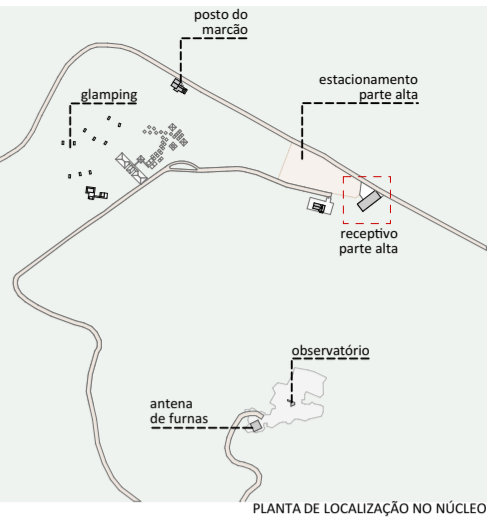 posto do
marcão
glamping
estacionamento
parte alta
receptivo
parte alta
observatório
antena
de furnas
PLANTA DE LOCALIZAÇÃO NO NÚCLEO